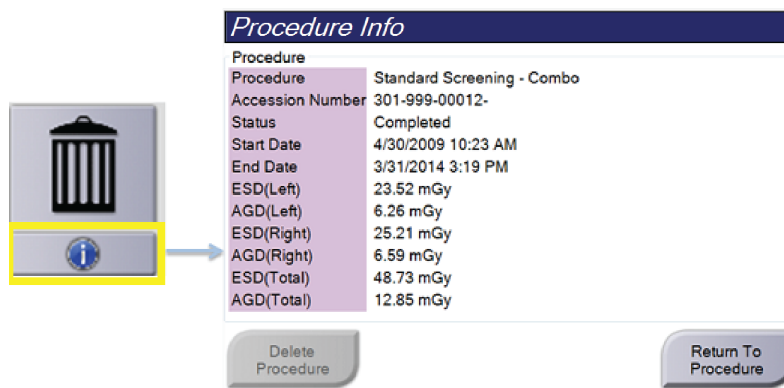 Procedure Info
Procedure
Procedure Standard Screening - Combo
Accession Number 301-999-00012-
Status Completed
Start Date 4/30/2009 10:23 AM
End Date 3/31/2014 3:19 PM
ESD(Left) 23.52 mGy
AGD(Left) 6.26 mGy
ESD(Right) 25.21 mGy
AGD(Right) 6.59 mGy
ESD(Total) 48.73 mGy
AGD(Total) 12.85 mGy
Delete
Procedure
Return To
Procedure